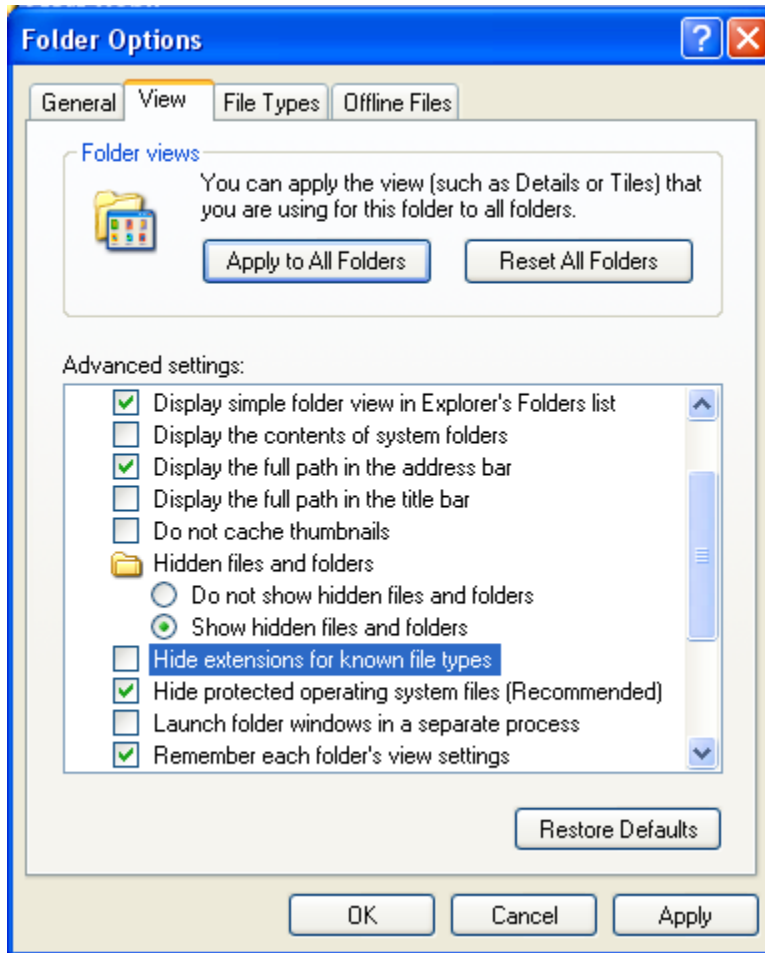 Folder Options
General View File Types Offline Files
Folder views
You can apply the view (such as Details or Tiles) that
you are using for this folder to all folders.
Apply to All Folders Reset All Folders
Advanced settings:
Display simple folder view in Explorer's Folders list
Display the contents of system folders
Display the full path in the address bar
Display the full path in the title bar
Do not cache thumbnails
Hidden files and folders
Do not show hidden files and folders
Show hidden files and folders
Hide extensions for known file types
Hide protected operating system files (Recommended)
Launch folder windows in a separate process
Remember each folder's view settings
Restore Defaults
OK Cancel Apply